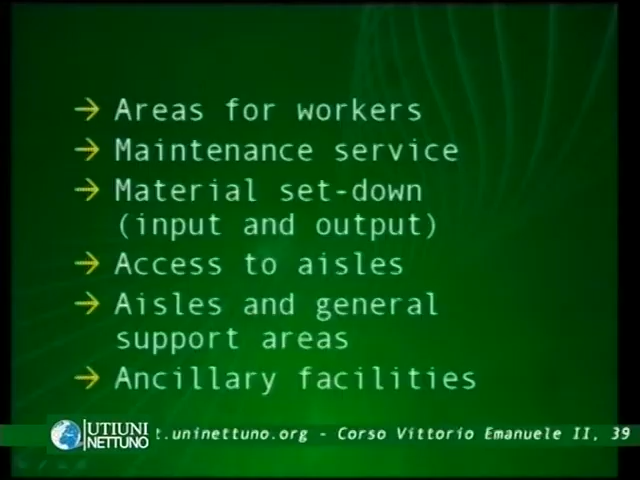 → Areas for workers
→ Maintenance service
→ Material set-down
(input and output)
→ Access to aisles
→ Aisles and general
support areas
→ Ancillary facilities
UTIUNI
NETTUNO
t.uninettuno.org - Corso Vittorio Emanuele II, 39